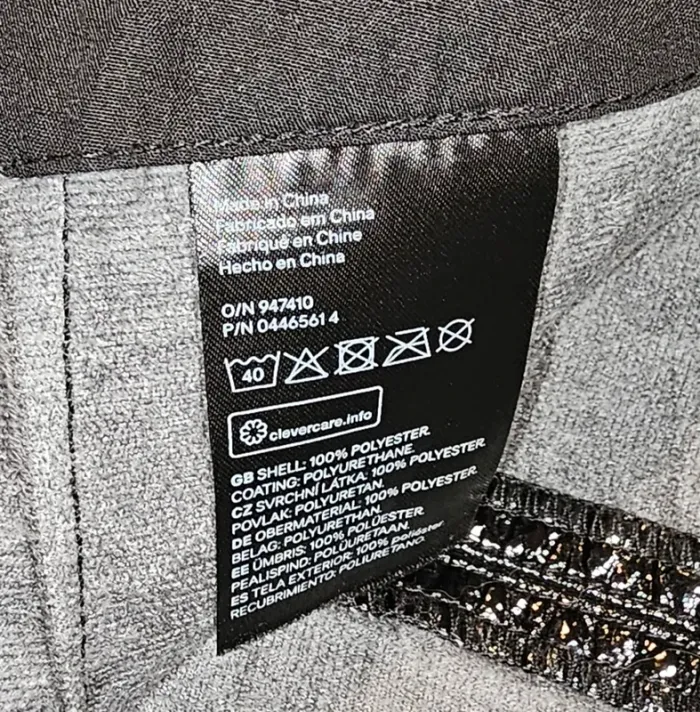 Made in China
Fabricado em China
Fabriqué en Chine
Hecho en China
O/N 947410
P/N 0446561 4
40
clevercare.info
GB SHELL: 100% POLYESTER.
COATING: POLYURETHANE.
CZ SVRCHNÍ LÁTKA: 100% POLYESTER.
POVLAK: POLYURETAN.
DE OBERMATERIAL: 100% POLYESTER.
BELAG: POLYURETHAN.
EE ÜMBRIS: 100% POLÜESTER.
PEALISPIND: POLÜURETAAN.
ES TELA EXTERIOR: 100% poliéster
RECUBRIMIENTO: POLIURETANO.